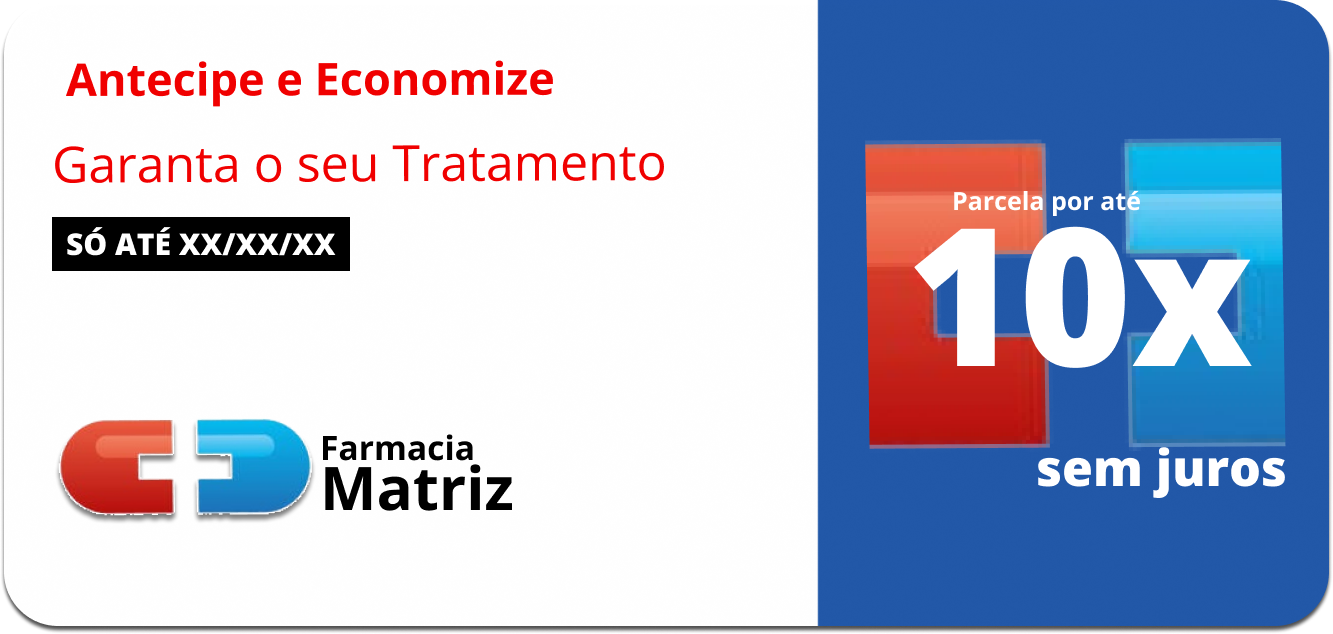 Antecipe e Economize
Garanta o seu Tratamento
SÓ ATÉ XX/XX/XX
Farmacia
Matriz
Parcela por até
10x
sem juros